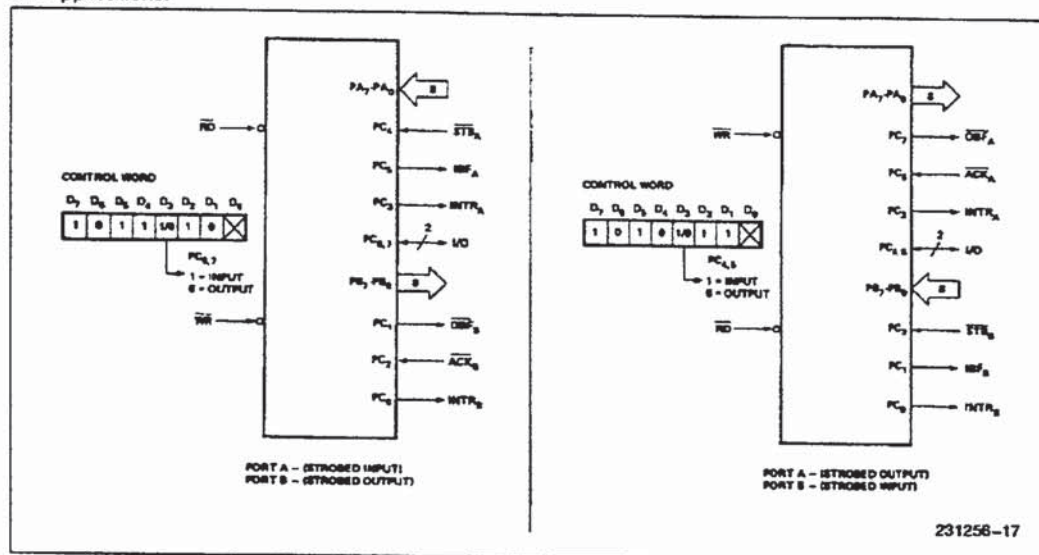 PA7-PA0 8
RD
PC4 STBA
PC5 IBFA
CONTROL WORD
D7 D6 D5 D4 D3 D2 D1 D0
1 0 1 1 I/O 1 0 X
PC3 INTRA
PC6,7 2 I/O
PC6,7
1 = INPUT
0 = OUTPUT
PB7-PB0 8
WR
PC1 OBFB
PC2 ACKB
PC0 INTRB
PORT A – (STROBED INPUT)
PORT B – (STROBED OUTPUT)
PA7-PA0 8
WR
PC7 OBFA
PC6 ACKA
CONTROL WORD
D7 D6 D5 D4 D3 D2 D1 D0
1 0 1 0 I/O 1 1 X
PC3 INTRA
PC4,5 2 I/O
PC4,5
1 = INPUT
0 = OUTPUT
PB7-PB0 8
RD
PC2 STBB
PC1 IBFB
PC0 INTRB
PORT A – (STROBED OUTPUT)
PORT B – (STROBED INPUT)
231256–17